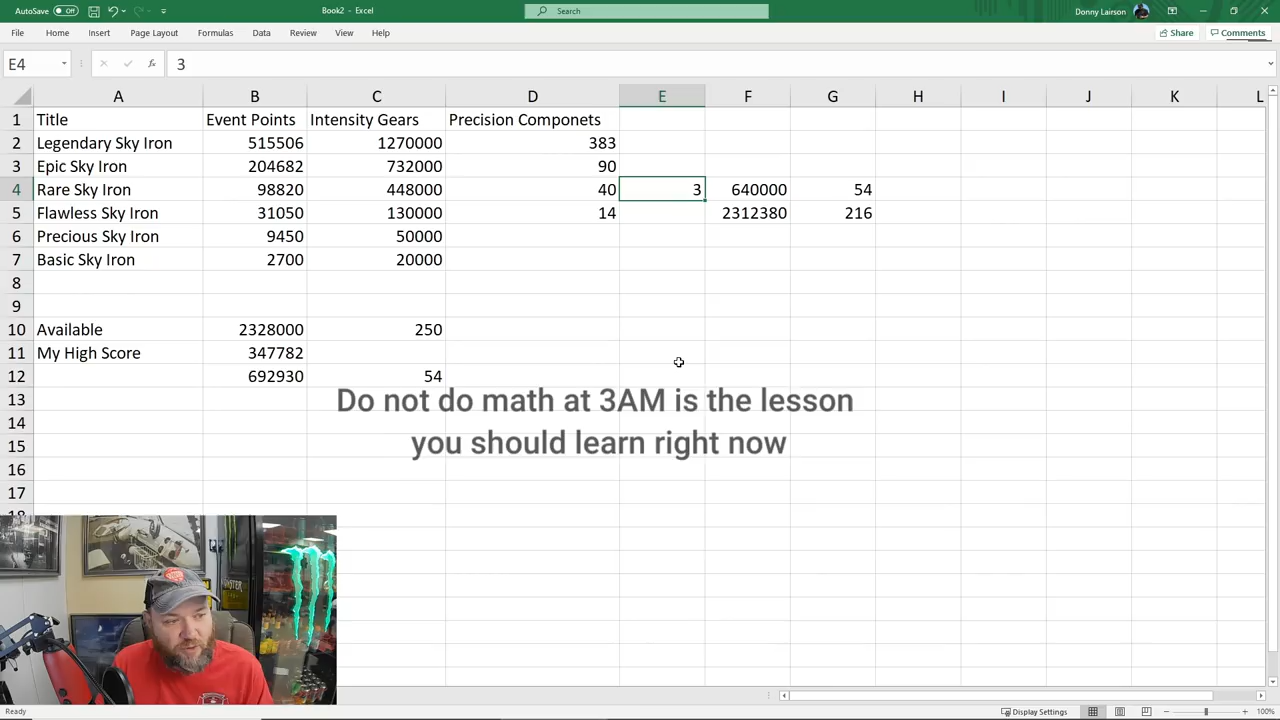 AutoSave Off
Book2 - Excel
Search
Donny Lairson
File Home Insert Page Layout Formulas Data Review View Help
Share Comments
E4 fx 3
A B C D E F G H I J K L
1 Title Event Points Intensity Gears Precision Componets
2 Legendary Sky Iron 515506 1270000 383
3 Epic Sky Iron 204682 732000 90
4 Rare Sky Iron 98820 448000 40 3 640000 54
5 Flawless Sky Iron 31050 130000 14 2312380 216
6 Precious Sky Iron 9450 50000
7 Basic Sky Iron 2700 20000
8
9
10 Available 2328000 250
11 My High Score 347782
12 692930 54
13
Do not do math at 3AM is the lesson
14
you should learn right now
15
16
17
18
Ready
Display Settings
100%